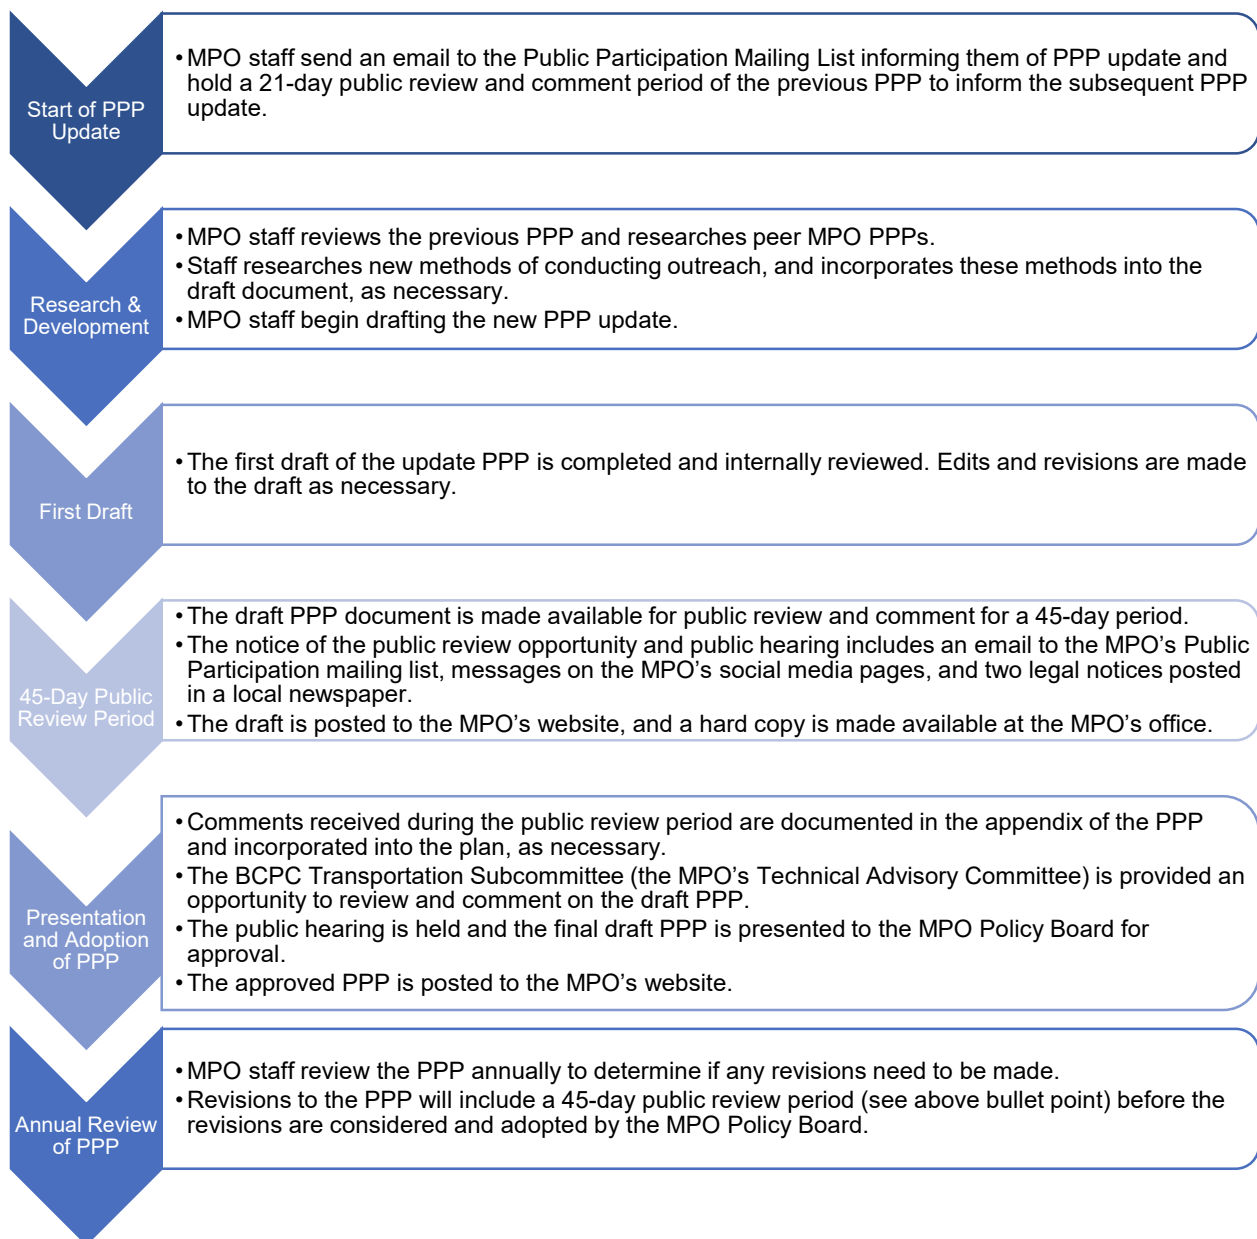 Start of PPP
Update
• MPO staff send an email to the Public Participation Mailing List informing them of PPP update and
hold a 21-day public review and comment period of the previous PPP to inform the subsequent PPP
update.
Research &
Development
• MPO staff reviews the previous PPP and researches peer MPO PPPs.
• Staff researches new methods of conducting outreach, and incorporates these methods into the
draft document, as necessary.
• MPO staff begin drafting the new PPP update.
First Draft
• The first draft of the update PPP is completed and internally reviewed. Edits and revisions are made
to the draft as necessary.
45-Day Public
Review Period
• The draft PPP document is made available for public review and comment for a 45-day period.
• The notice of the public review opportunity and public hearing includes an email to the MPO’s Public
Participation mailing list, messages on the MPO’s social media pages, and two legal notices posted
in a local newspaper.
• The draft is posted to the MPO’s website, and a hard copy is made available at the MPO’s office.
Presentation
and Adoption
of PPP
• Comments received during the public review period are documented in the appendix of the PPP
and incorporated into the plan, as necessary.
• The BCPC Transportation Subcommittee (the MPO’s Technical Advisory Committee) is provided an
opportunity to review and comment on the draft PPP.
• The public hearing is held and the final draft PPP is presented to the MPO Policy Board for
approval.
• The approved PPP is posted to the MPO’s website.
Annual Review
of PPP
• MPO staff review the PPP annually to determine if any revisions need to be made.
• Revisions to the PPP will include a 45-day public review period (see above bullet point) before the
revisions are considered and adopted by the MPO Policy Board.